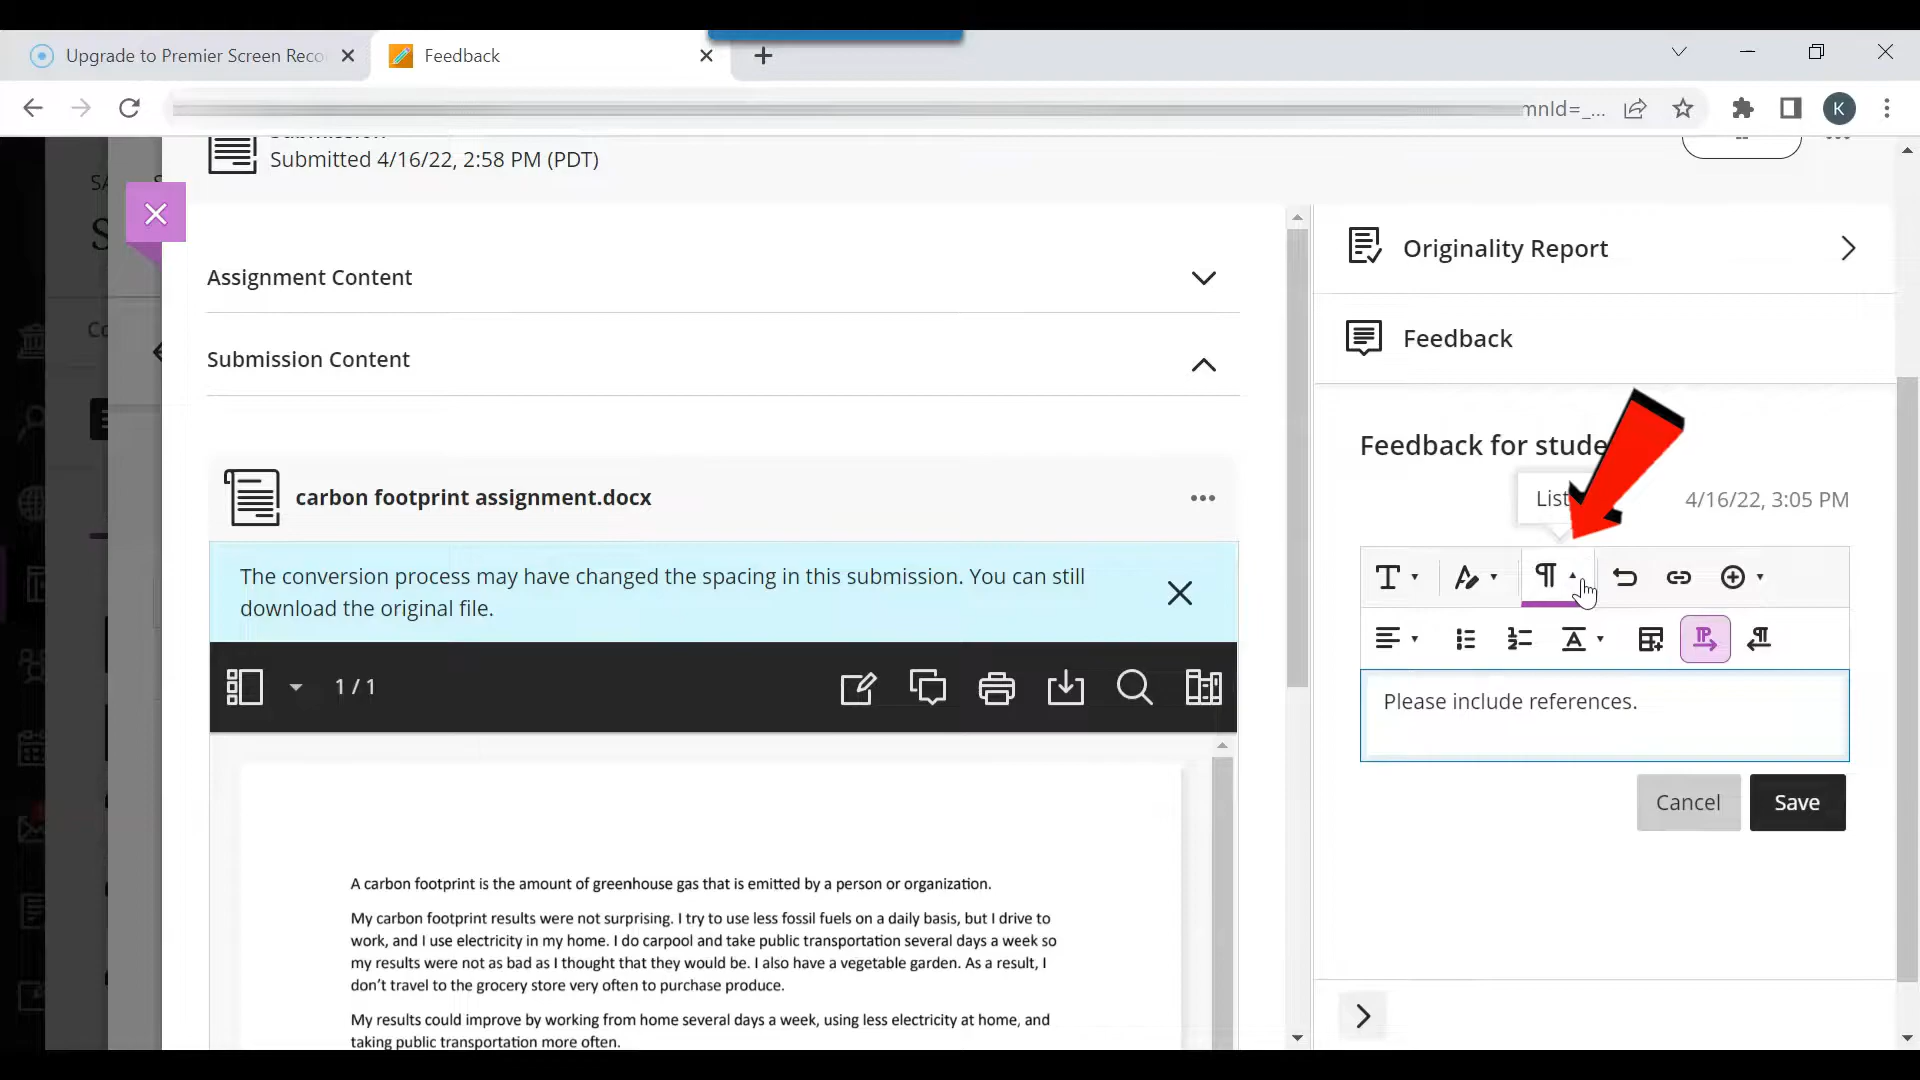 Upgrade to Premier Screen Reco
Feedback
mnId=_...
K
Submitted 4/16/22, 2:58 PM (PDT)
Assignment Content
Submission Content
carbon footprint assignment.docx
The conversion process may have changed the spacing in this submission. You can still
download the original file.
1 / 1
A carbon footprint is the amount of greenhouse gas that is emitted by a person or organization.
My carbon footprint results were not surprising. I try to use less fossil fuels on a daily basis, but I drive to
work, and I use electricity in my home. I do carpool and take public transportation several days a week so
my results were not as bad as I thought that they would be. I also have a vegetable garden. As a result, I
don't travel to the grocery store very often to purchase produce.
My results could improve by working from home several days a week, using less electricity at home, and
taking public transportation more often.
Originality Report
Feedback
Feedback for stude
List
4/16/22, 3:05 PM
Please include references.
Cancel
Save